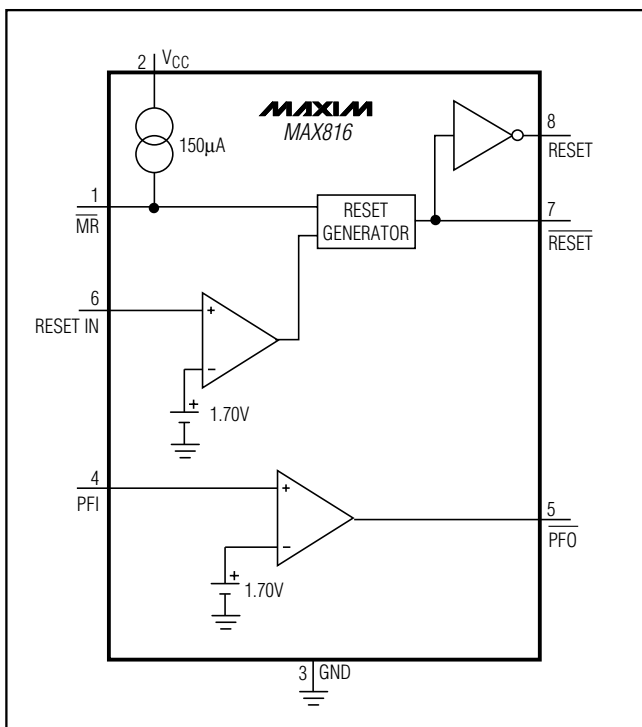 2 VCC
MAXIM
MAX816
150µA
8
RESET
1
MR
RESET
GENERATOR
7
RESET
6
RESET IN
+
−
+
1.70V
4
PFI
+
−
5
PFO
+
1.70V
3 GND